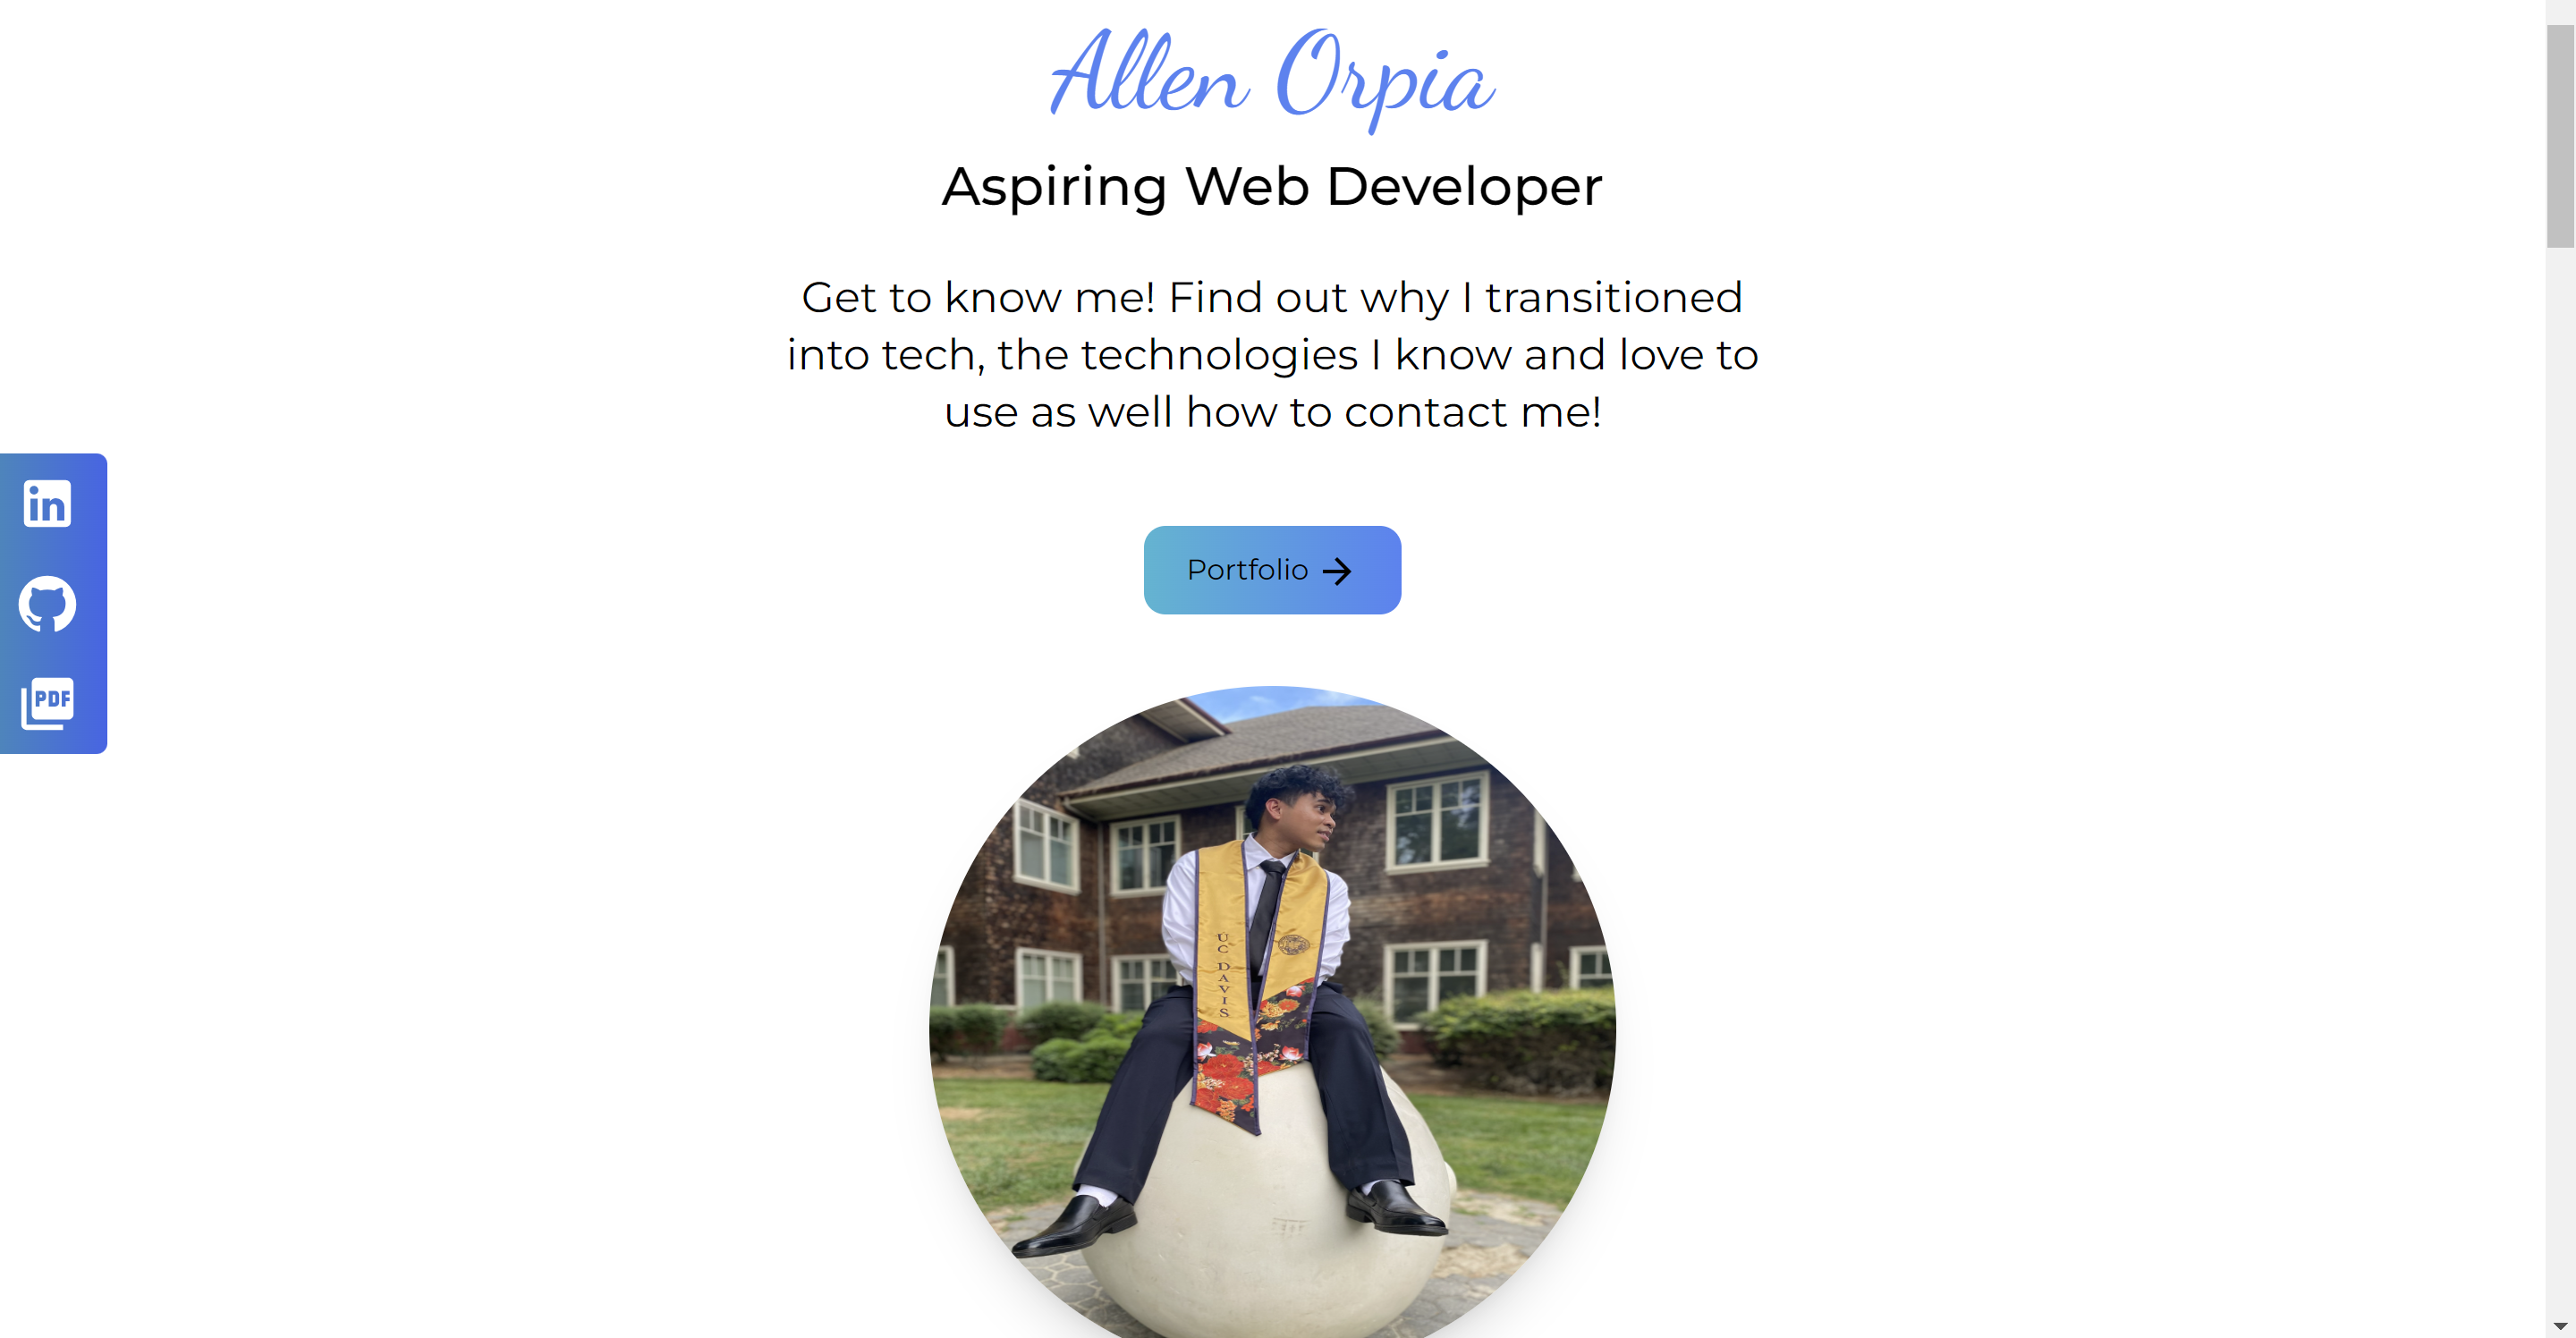 Allen Orpia
Aspiring Web Developer
Get to know me! Find out why I transitioned
into tech, the technologies I know and love to
use as well how to contact me!
in
Portfolio
PDF
UC DAVIS